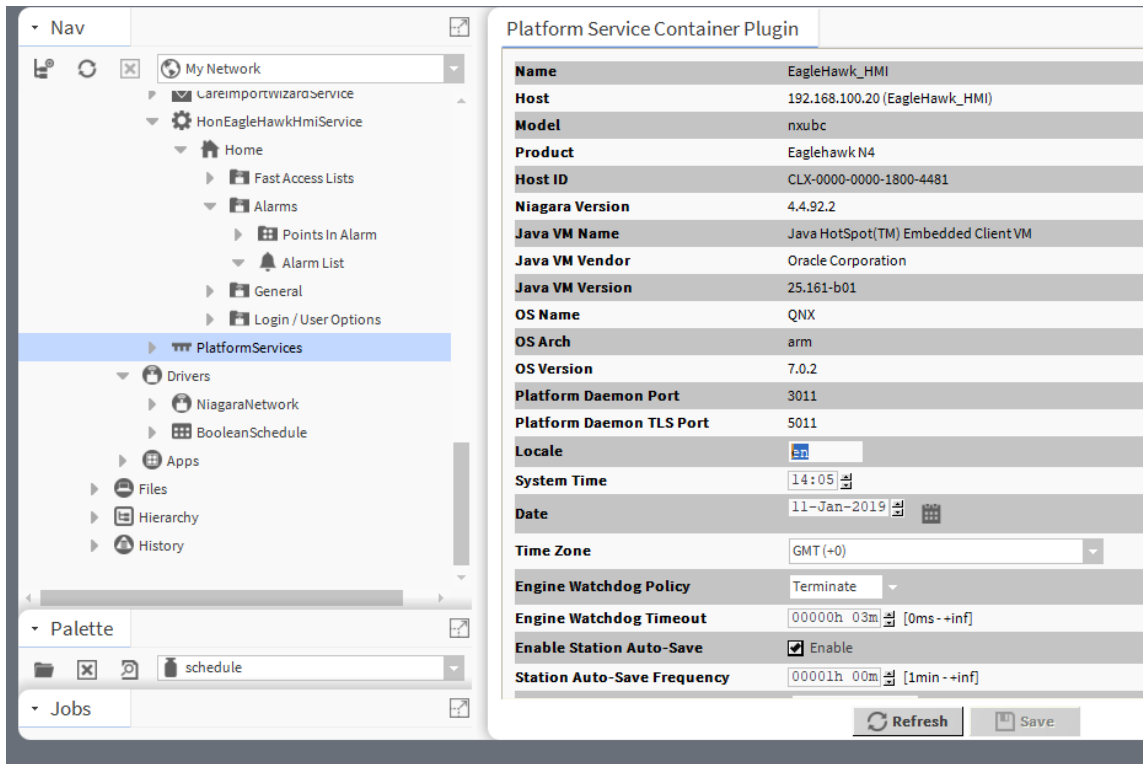 Nav
My Network
CareImportWizardService
HonEagleHawkHmiService
Home
Fast Access Lists
Alarms
Points In Alarm
Alarm List
General
Login / User Options
PlatformServices
Drivers
NiagaraNetwork
BooleanSchedule
Apps
Files
Hierarchy
History
Palette
schedule
Jobs
Platform Service Container Plugin
Name EagleHawk_HMI
Host 192.168.100.20 (EagleHawk_HMI)
Model nxubc
Product Eaglehawk N4
Host ID CLX-0000-0000-1800-4481
Niagara Version 4.4.92.2
Java VM Name Java HotSpot(TM) Embedded Client VM
Java VM Vendor Oracle Corporation
Java VM Version 25.161-b01
OS Name QNX
OS Arch arm
OS Version 7.0.2
Platform Daemon Port 3011
Platform Daemon TLS Port 5011
Locale en
System Time 14:05
Date 11-Jan-2019
Time Zone GMT (+0)
Engine Watchdog Policy Terminate
Engine Watchdog Timeout 00000h 03m [0ms - +inf]
Enable Station Auto-Save Enable
Station Auto-Save Frequency 00001h 00m [1min - +inf]
Refresh Save